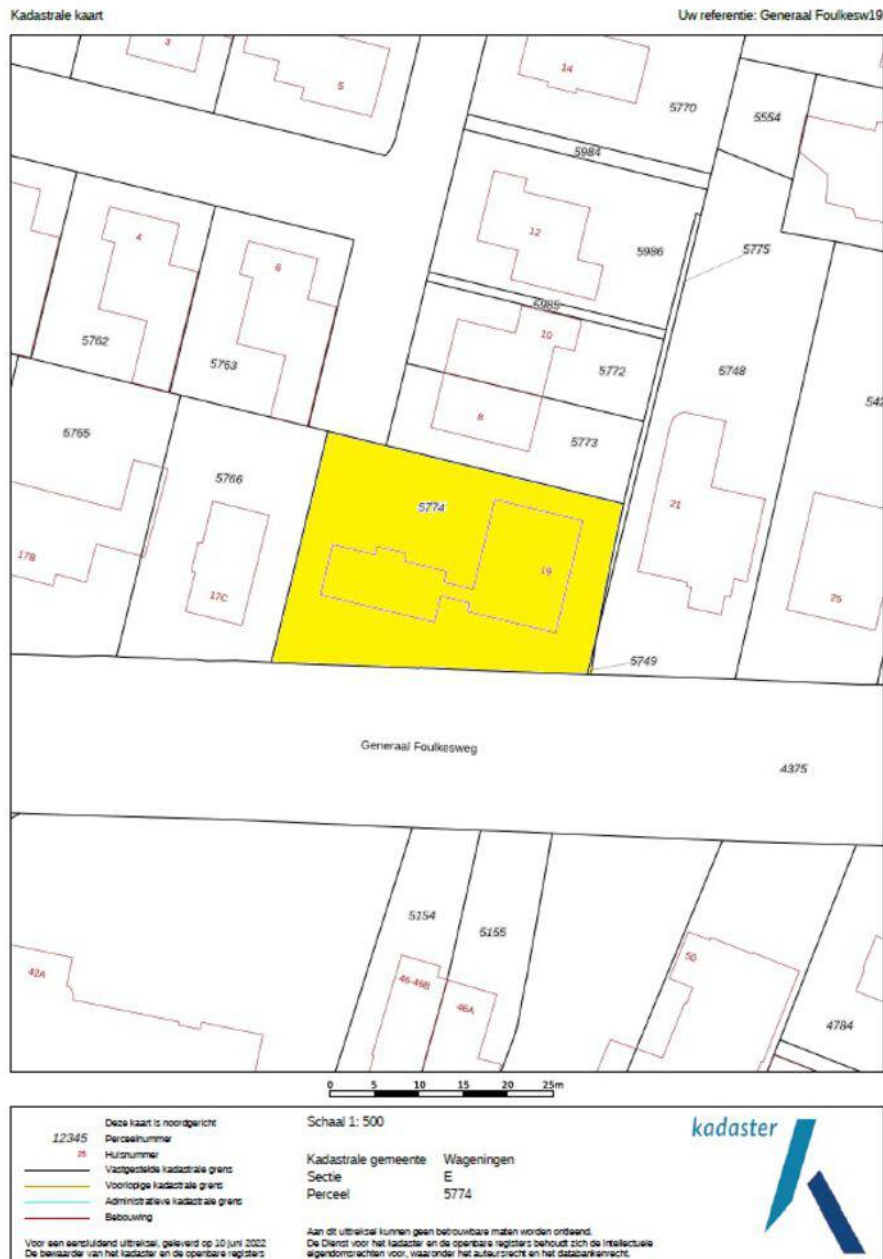 Kadastrale kaart
Uw referentie: Generaal Foulkesw19
3
5
14
5770
5554
5984
12
5986
5775
4
6
5985
10
5762
5763
5772
5748
542
5765
8
5773
5766
5774
21
17B
17C
19
25
5749
Generaal Foulkesweg
4375
5154
5155
42A
46-46B
46A
50
4784
0 5 10 15 20 25m
Deze kaart is noordgericht
12345 Perceelnummer
25 Huisnummer
Vastgestelde kadastrale grens
Voorlopige kadastrale grens
Administratieve kadastrale grens
Bebouwing
Voor een eensluidend uittreksel, geleverd op 10 juni 2022
De bewaarder van het kadaster en de openbare registers
Schaal 1: 500
Kadastrale gemeente Wageningen
Sectie E
Perceel 5774
Aan dit uittreksel kunnen geen betrouwbare maten worden ontleend.
De Dienst voor het kadaster en de openbare registers behoudt zich de intellectuele
eigendomsrechten voor, waaronder het auteursrecht en het databankenrecht.
kadaster